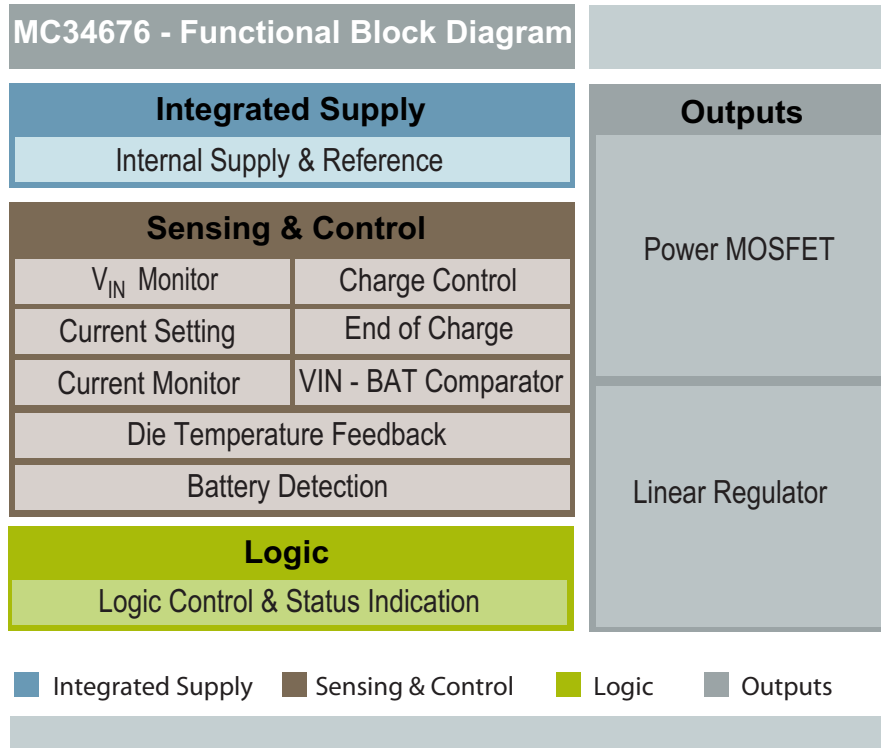 MC34676 - Functional Block Diagram
Integrated Supply
Internal Supply & Reference
Sensing & Control
VIN Monitor
Charge Control
Current Setting
End of Charge
Current Monitor
VIN - BAT Comparator
Die Temperature Feedback
Battery Detection
Logic
Logic Control & Status Indication
Outputs
Power MOSFET
Linear Regulator
Integrated Supply
Sensing & Control
Logic
Outputs